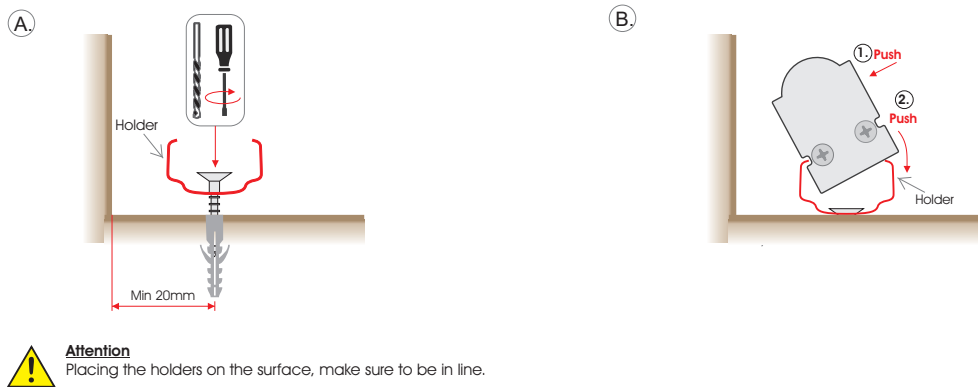 A.
Holder
Min 20mm
B.
1. Push
2.
Push
Holder
Attention
Placing the holders on the surface, make sure to be in line.